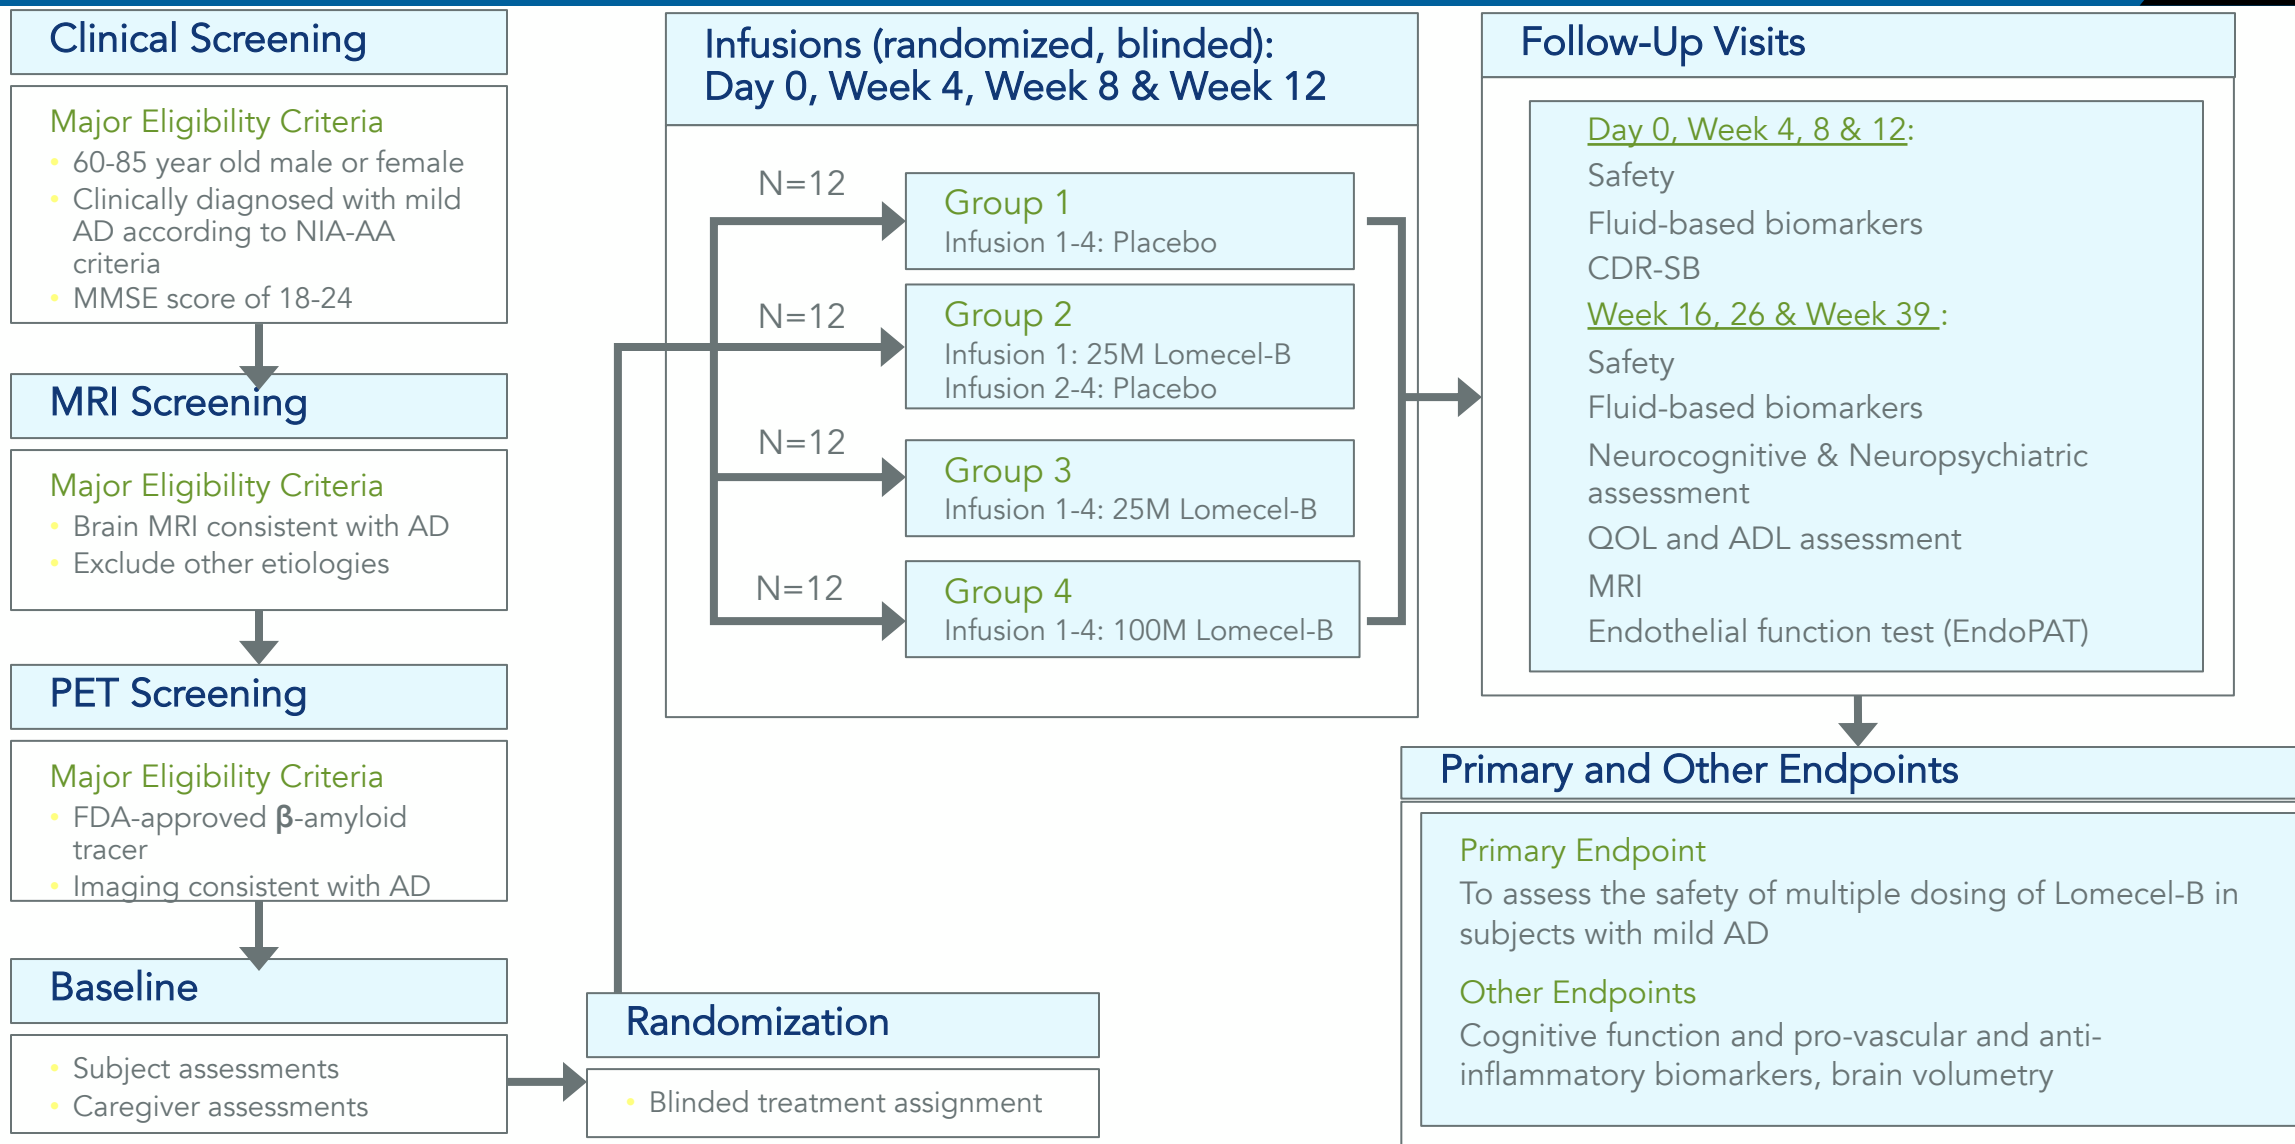 Clinical Screening
Major Eligibility Criteria
• 60-85 year old male or female
• Clinically diagnosed with mild
AD according to NIA-AA
criteria
• MMSE score of 18-24
MRI Screening
Major Eligibility Criteria
• Brain MRI consistent with AD
• Exclude other etiologies
PET Screening
Major Eligibility Criteria
• FDA-approved β-amyloid
tracer
• Imaging consistent with AD
Baseline
• Subject assessments
• Caregiver assessments
Randomization
• Blinded treatment assignment
Infusions (randomized, blinded):
Day 0, Week 4, Week 8 & Week 12
N=12
Group 1
Infusion 1-4: Placebo
N=12
Group 2
Infusion 1: 25M Lomecel-B
Infusion 2-4: Placebo
N=12
Group 3
Infusion 1-4: 25M Lomecel-B
N=12
Group 4
Infusion 1-4: 100M Lomecel-B
Follow-Up Visits
Day 0, Week 4, 8 & 12:
Safety
Fluid-based biomarkers
CDR-SB
Week 16, 26 & Week 39 :
Safety
Fluid-based biomarkers
Neurocognitive & Neuropsychiatric
assessment
QOL and ADL assessment
MRI
Endothelial function test (EndoPAT)
Primary and Other Endpoints
Primary Endpoint
To assess the safety of multiple dosing of Lomecel-B in
subjects with mild AD
Other Endpoints
Cognitive function and pro-vascular and anti-
inflammatory biomarkers, brain volumetry